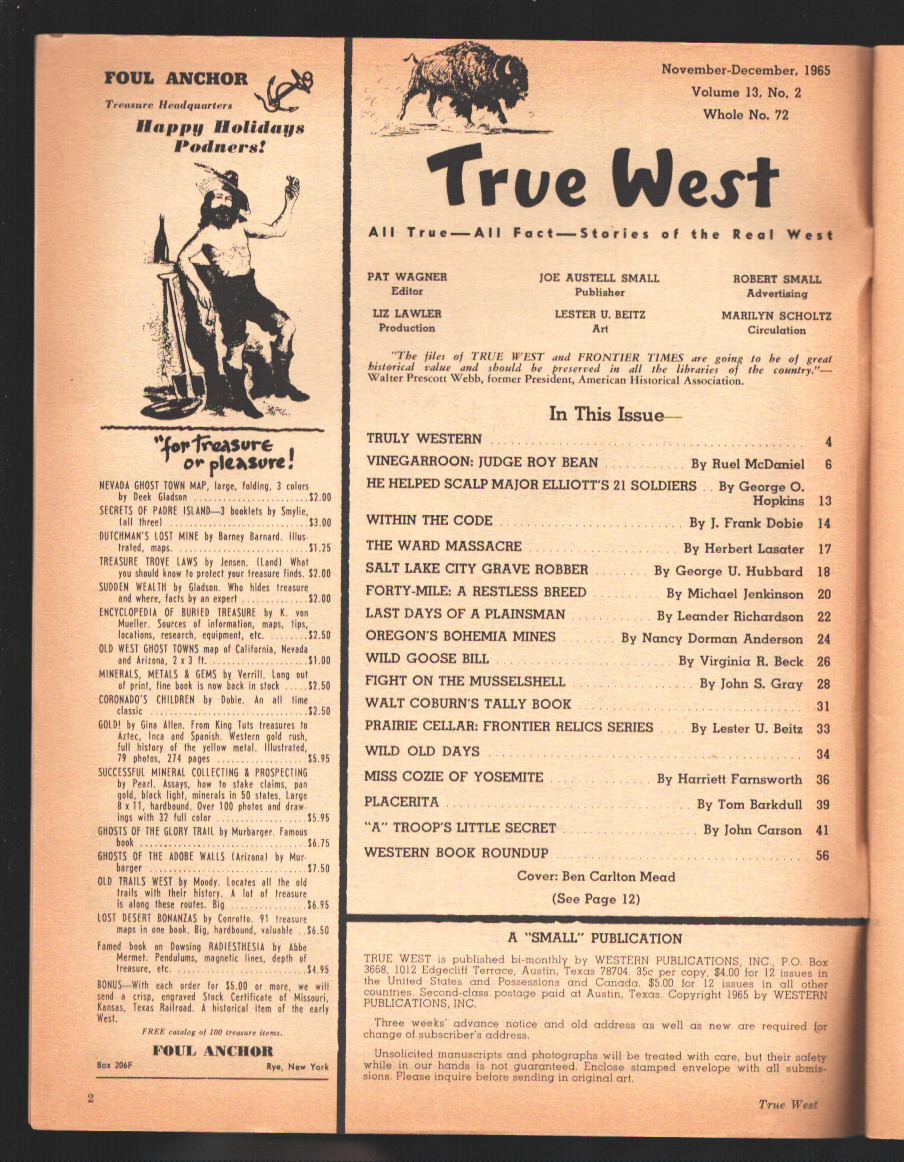 FOUL ANCHOR
Treasure Headquarters
Happy Holidays
Podners!
"for Treasure
or pleasure!
NEVADA GHOST TOWN MAP, large, folding, 3 colors
by Deek Gladson ......................$2.00
SECRETS OF PADRE ISLAND—3 booklets by Smylie,
(all three) ..........................$3.00
DUTCHMAN'S LOST MINE by Barney Barnard. Illus-
trated, maps. .........................$1.25
TREASURE TROVE LAWS by Jensen. (Land) What
you should know to protect your treasure finds. $2.00
SUDDEN WEALTH by Gladson. Who hides treasure
and where, facts by an expert .............$2.00
ENCYCLOPEDIA OF BURIED TREASURE by K. von
Mueller. Sources of information, maps, tips,
locations, research, equipment, etc. ........$2.50
OLD WEST GHOST TOWNS map of California, Nevada
and Arizona, 2 x 3 ft. ...................$1.00
MINERALS, METALS & GEMS by Verrill. Long out
of print, fine book is now back in stock .....$2.50
CORONADO'S CHILDREN by Dobie. An all time
classic ...............................$2.50
GOLD! by Gina Allen. From King Tuts treasures to
Aztec, Inca and Spanish. Western gold rush,
full history of the yellow metal. Illustrated,
79 photos, 274 pages ..................$5.95
SUCCESSFUL MINERAL COLLECTING & PROSPECTING
by Pearl. Assays, how to stake claims, pan
gold, black light, minerals in 50 states. Large
8 x 11, hardbound. Over 100 photos and draw-
ings with 32 full color ..................$5.95
GHOSTS OF THE GLORY TRAIL by Murbarger. Famous
book ................................$6.75
GHOSTS OF THE ADOBE WALLS (Arizona) by Mur-
barger ...............................$7.50
OLD TRAILS WEST by Moody. Locates all the old
trails with their history. A lot of treasure
is along these routes. Big ...............$6.95
LOST DESERT BONANZAS by Conrotto. 91 treasure
maps in one book. Big, hardbound, valuable ..$6.50
Famed book on Dowsing RADIESTHESIA by Abbe
Mermet. Pendulums, magnetic lines, depth of
treasure, etc. .........................$4.95
BONUS—With each order for $5.00 or more, we will
send a crisp, engraved Stock Certificate of Missouri,
Kansas, Texas Railroad. A historical item of the early
West.
FREE catalog of 100 treasure items.
FOUL ANCHOR
Box 206F Rye, New York
2
November-December, 1965
Volume 13, No. 2
Whole No. 72
True West
All True—All Fact—Stories of the Real West
PAT WAGNER JOE AUSTELL SMALL ROBERT SMALL
Editor Publisher Advertising
LIZ LAWLER LESTER U. BEITZ MARILYN SCHOLTZ
Production Art Circulation
"The files of TRUE WEST and FRONTIER TIMES are going to be of great
historical value and should be preserved in all the libraries of the country."—
Walter Prescott Webb, former President, American Historical Association.
In This Issue—
TRULY WESTERN ........................................ 4
VINEGARROON: JUDGE ROY BEAN ........... By Ruel McDaniel 6
HE HELPED SCALP MAJOR ELLIOTT'S 21 SOLDIERS .. By George O.
Hopkins 13
WITHIN THE CODE ........................ By J. Frank Dobie 14
THE WARD MASSACRE .................... By Herbert Lasater 17
SALT LAKE CITY GRAVE ROBBER ........ By George U. Hubbard 18
FORTY-MILE: A RESTLESS BREED .......... By Michael Jenkinson 20
LAST DAYS OF A PLAINSMAN ............ By Leander Richardson 22
OREGON'S BOHEMIA MINES ........ By Nancy Dorman Anderson 24
WILD GOOSE BILL ........................ By Virginia R. Beck 26
FIGHT ON THE MUSSELSHELL ................. By John S. Gray 28
WALT COBURN'S TALLY BOOK .............................. 31
PRAIRIE CELLAR: FRONTIER RELICS SERIES .... By Lester U. Beitz 33
WILD OLD DAYS ........................................ 34
MISS COZIE OF YOSEMITE ............... By Harriett Farnsworth 36
PLACERITA ............................... By Tom Barkdull 39
"A" TROOP'S LITTLE SECRET .................. By John Carson 41
WESTERN BOOK ROUNDUP ................................ 56
Cover: Ben Carlton Mead
(See Page 12)
A "SMALL" PUBLICATION
TRUE WEST is published bi-monthly by WESTERN PUBLICATIONS, INC., P.O. Box
3668, 1012 Edgecliff Terrace, Austin, Texas 78704. 35c per copy, $4.00 for 12 issues in
the United States and Possessions and Canada. $5.00 for 12 issues in all other
countries. Second-class postage paid at Austin, Texas. Copyright 1965 by WESTERN
PUBLICATIONS, INC.
Three weeks' advance notice and old address as well as new are required for
change of subscriber's address.
Unsolicited manuscripts and photographs will be treated with care, but their safety
while in our hands is not guaranteed. Enclose stamped envelope with all submis-
sions. Please inquire before sending in original art.
True West